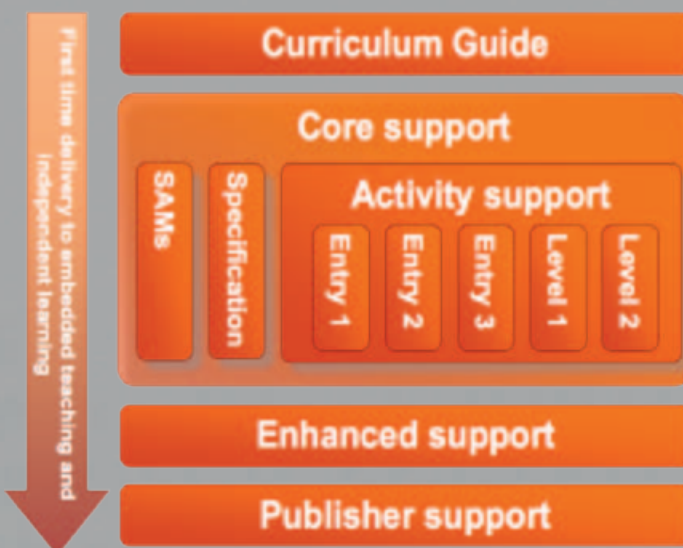 First time delivery to embedded teaching and
independent learning
Curriculum Guide
Core support
SAMs
Specification
Activity support
Entry 1
Entry 2
Entry 3
Level 1
Level 2
Enhanced support
Publisher support